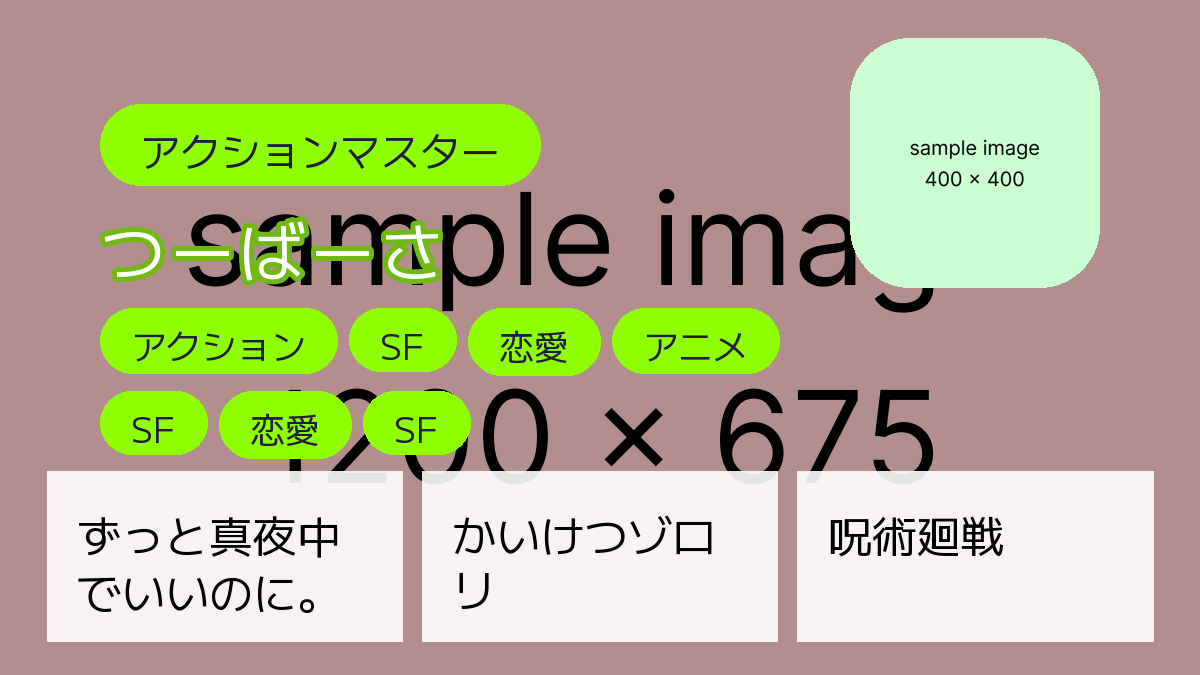 sample image
400 × 400
アクションマスター
sample imag
つーばーさ
アクション SF 恋愛 アニメ
1200 × 675
SF 恋愛 SF
ずっと真夜中
でいいのに。
かいけつゾロ
リ
呪術廻戦